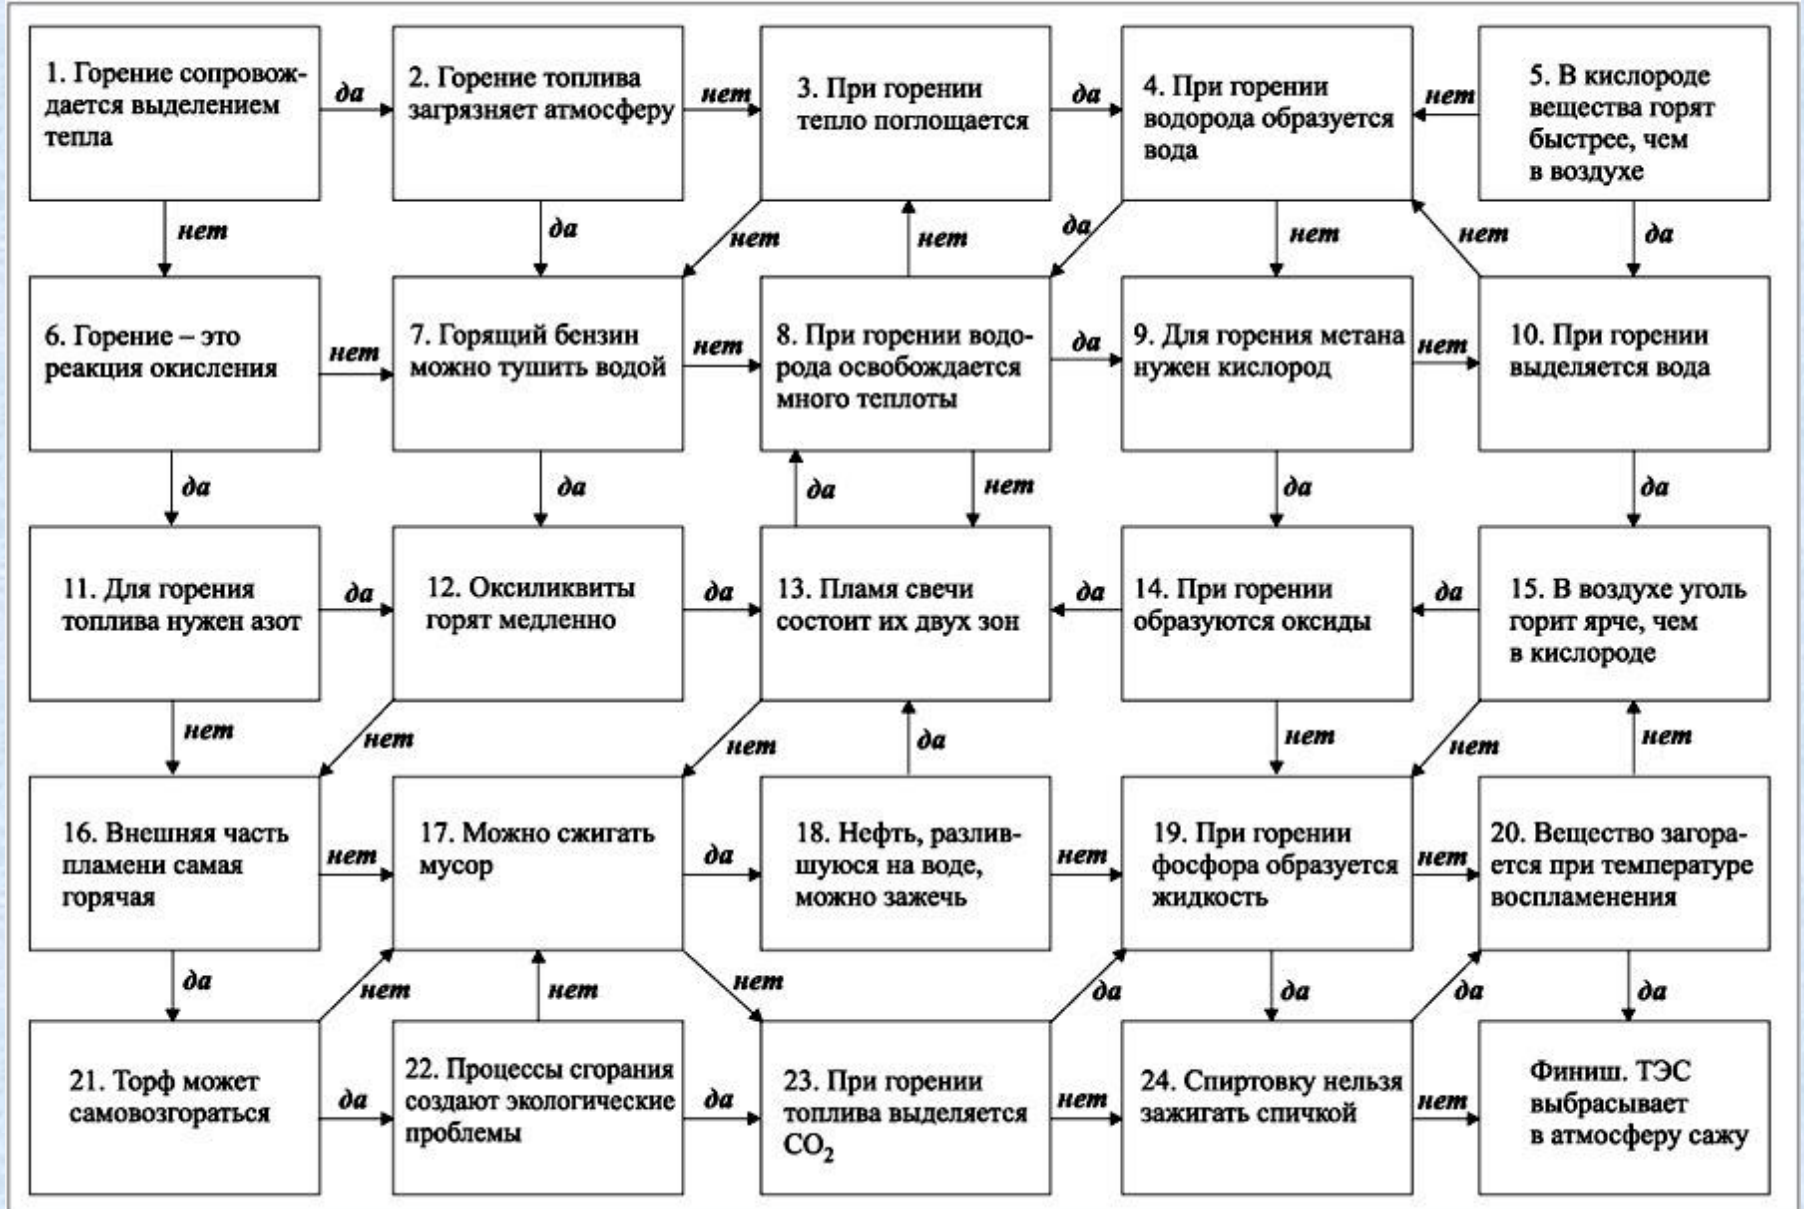 1. Горение сопровож-
дается выделением
тепла
да
2. Горение топлива
загрязняет атмосферу
нет
3. При горении
тепло поглощается
да
4. При горении
водорода образуется
вода
нет
5. В кислороде
вещества горят
быстрее, чем
в воздухе
нет
да
нет
нет
да
нет
нет
да
6. Горение – это
реакция окисления
нет
7. Горящий бензин
можно тушить водой
нет
8. При горении водо-
рода освобождается
много теплоты
да
9. Для горения метана
нужен кислород
нет
10. При горении
выделяется вода
да
да
да
нет
да
да
11. Для горения
топлива нужен азот
да
12. Оксиликвиты
горят медленно
да
13. Пламя свечи
состоит их двух зон
да
14. При горении
образуются оксиды
да
15. В воздухе уголь
горит ярче, чем
в кислороде
нет
нет
нет
да
нет
нет
нет
16. Внешняя часть
пламени самая
горячая
нет
17. Можно сжигать
мусор
да
18. Нефть, разлив-
шуюся на воде,
можно зажечь
нет
19. При горении
фосфора образуется
жидкость
нет
20. Вещество загора-
ется при температуре
воспламенения
да
нет
нет
нет
да
да
да
да
21. Торф может
самовозгораться
да
22. Процессы сгорания
создают экологические
проблемы
да
23. При горении
топлива выделяется
CO₂
нет
24. Спиртовку нельзя
зажигать спичкой
нет
Финиш. ТЭС
выбрасывает
в атмосферу сажу